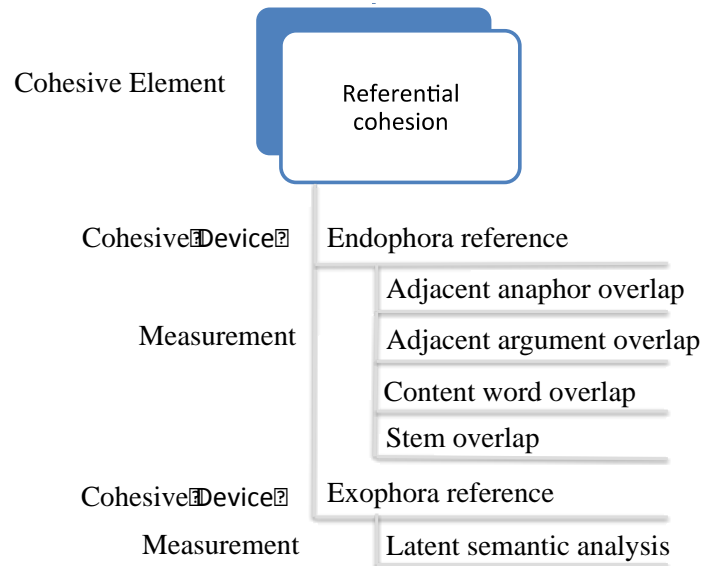 Cohesive Element
Referential
cohesion
Cohesive Device
Endophora reference
Measurement
Adjacent anaphor overlap
Adjacent argument overlap
Content word overlap
Stem overlap
Cohesive Device
Exophora reference
Measurement
Latent semantic analysis